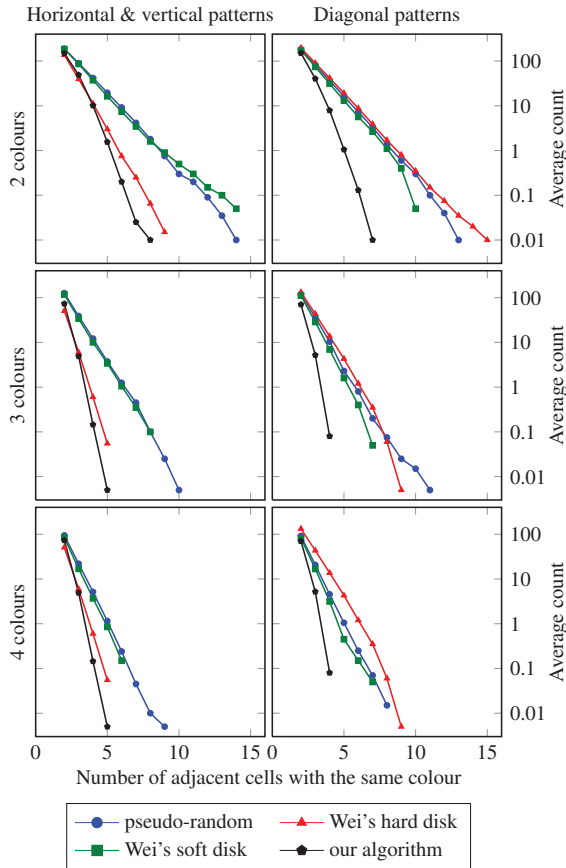 Horizontal & vertical patterns
Diagonal patterns
2 colours
100
10
1
0.1
0.01
Average count
3 colours
100
10
1
0.1
0.01
Average count
4 colours
100
10
1
0.1
0.01
Average count
0 5 10 15 0 5 10 15
Number of adjacent cells with the same colour
pseudo-random
Wei's hard disk
Wei's soft disk
our algorithm